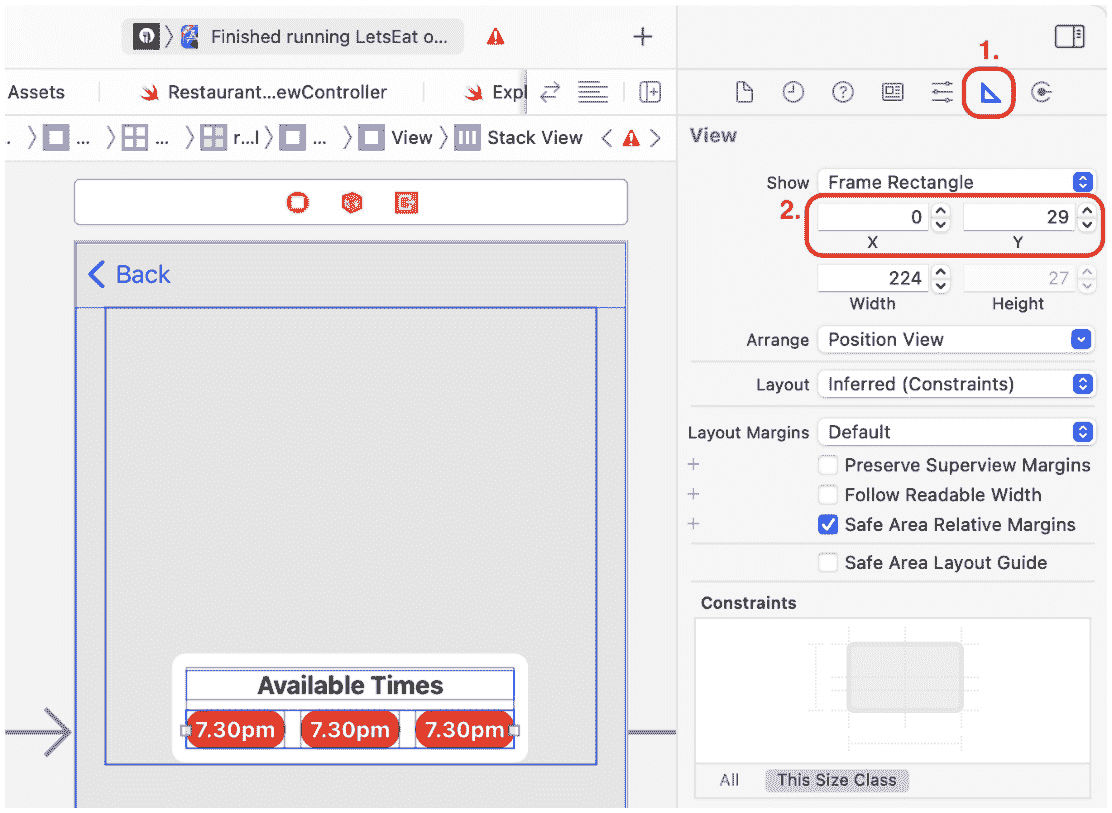 Finished running LetsEat o...
1.
Assets
Restaurant...ewController
Expl
... r...l ... View Stack View
View
Show Frame Rectangle
2. 0 29
X Y
224 27
Width Height
Back
Arrange Position View
Layout Inferred (Constraints)
Layout Margins Default
Preserve Superview Margins
Follow Readable Width
Safe Area Relative Margins
Safe Area Layout Guide
Constraints
Available Times
7.30pm 7.30pm 7.30pm
All This Size Class